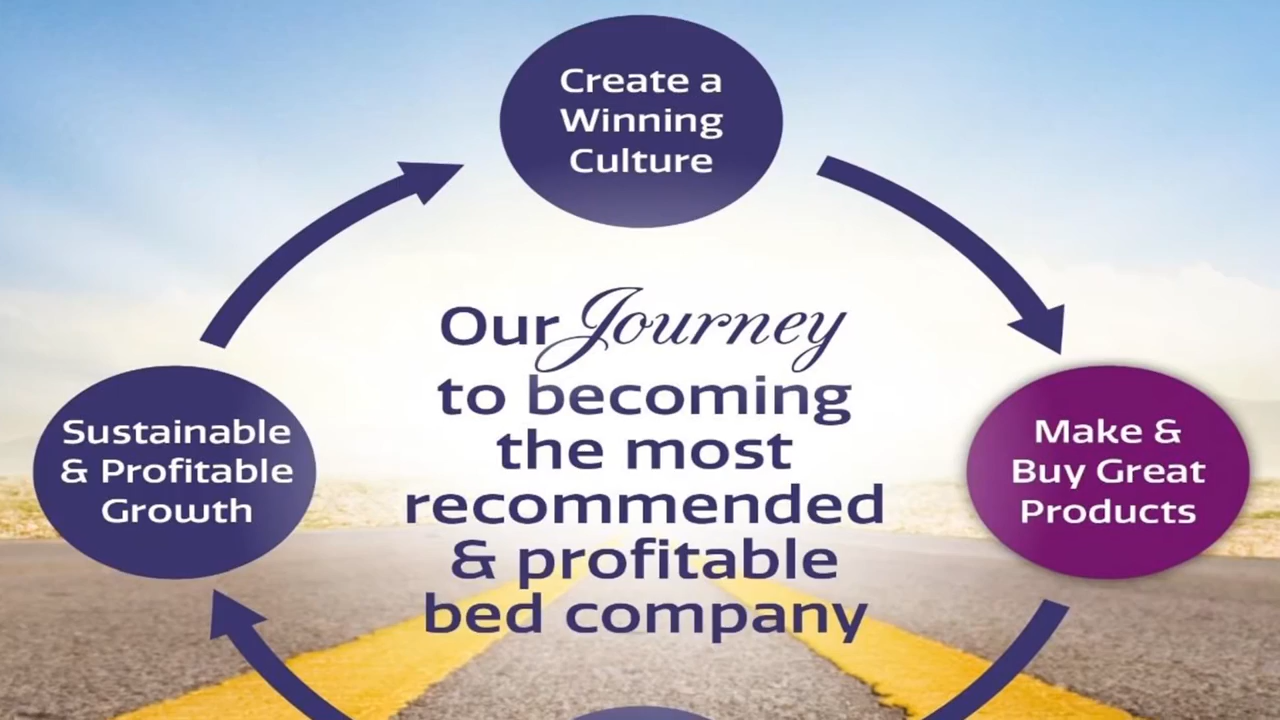 Create a
Winning
Culture
Our Journey
to becoming
the most
recommended
& profitable
bed company
Sustainable
& Profitable
Growth
Make &
Buy Great
Products